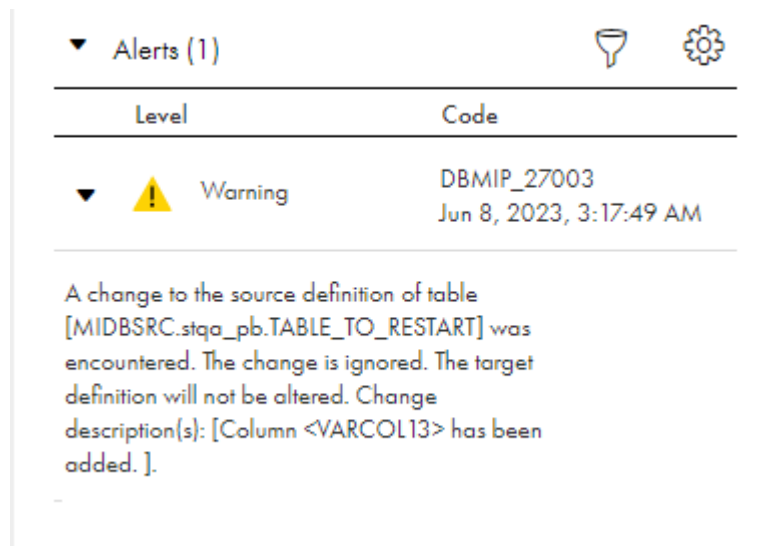 Alerts (1)
Level Code
Warning DBMIP_27003
Jun 8, 2023, 3:17:49 AM
A change to the source definition of table
[MIDBSRC.stqa_pb.TABLE_TO_RESTART] was
encountered. The change is ignored. The target
definition will not be altered. Change
description(s): [Column <VARCOL13> has been
added. ].